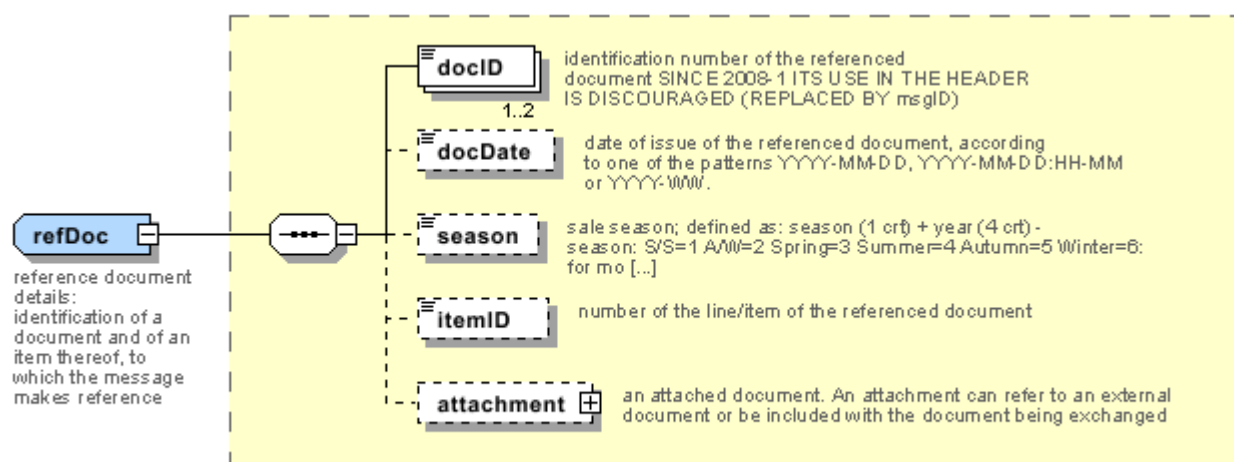 docID
1..2
identification number of the referenced
document SINCE 2008-1 ITS USE IN THE HEADER
IS DISCOURAGED (REPLACED BY msgID)
docDate
date of issue of the referenced document, according
to one of the patterns YYYY-MM-DD, YYYY-MM-DD:HH-MM
or YYYY-WW.
refDoc
reference document
details:
identification of a
document and of an
item thereof, to
which the message
makes reference
season
sale season; defined as: season (1 crt) + year (4 crt) -
season: S/S=1 A/W=2 Spring=3 Summer=4 Autumn=5 Winter=6:
for mo [...]
itemID
number of the line/item of the referenced document
attachment
an attached document. An attachment can refer to an external
document or be included with the document being exchanged